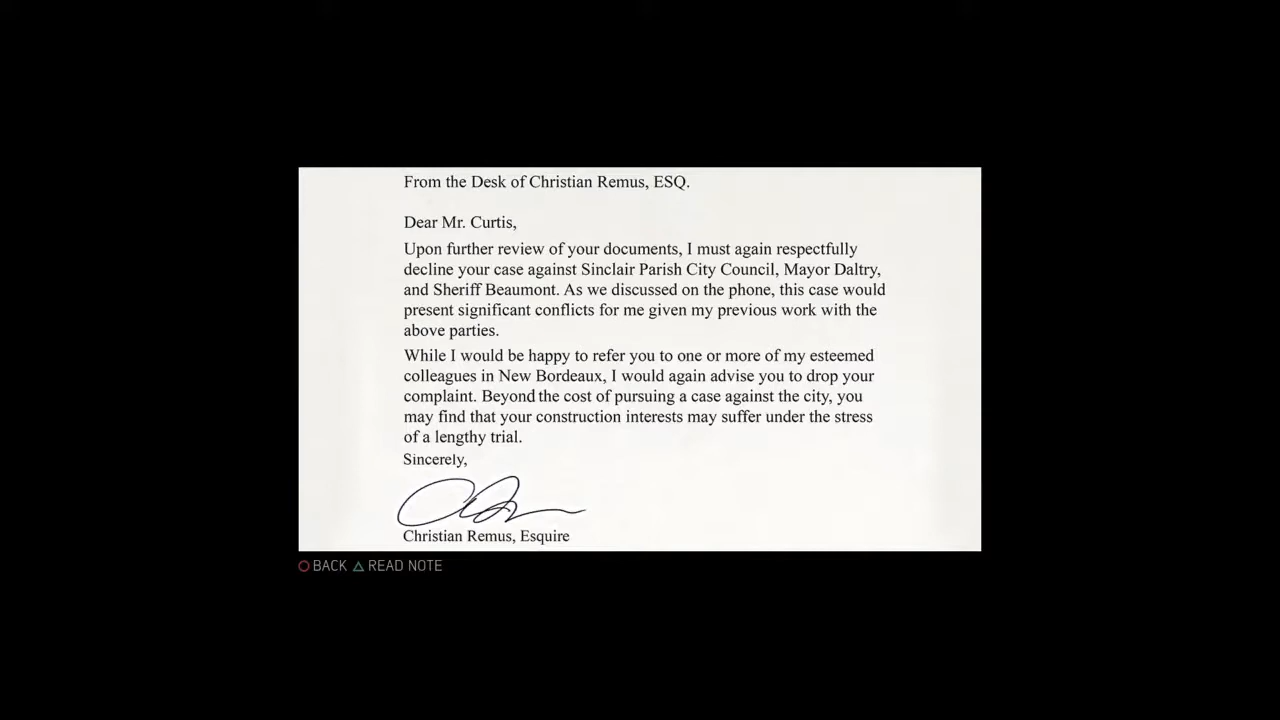 From the Desk of Christian Remus, ESQ.
Dear Mr. Curtis,
Upon further review of your documents, I must again respectfully
decline your case against Sinclair Parish City Council, Mayor Daltry,
and Sheriff Beaumont. As we discussed on the phone, this case would
present significant conflicts for me given my previous work with the
above parties.
While I would be happy to refer you to one or more of my esteemed
colleagues in New Bordeaux, I would again advise you to drop your
complaint. Beyond the cost of pursuing a case against the city, you
may find that your construction interests may suffer under the stress
of a lengthy trial.
Sincerely,
Christian Remus, Esquire
BACK READ NOTE